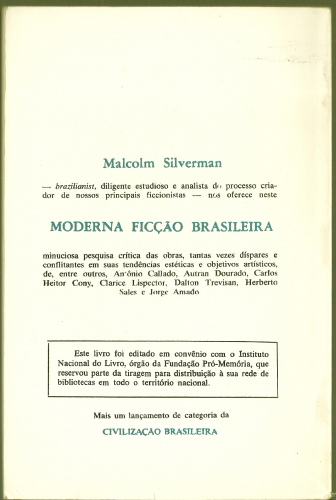 Malcolm Silverman
— brazilianist, diligente estudioso e analista do processo cria-
dor de nossos principais ficcionistas — nos oferece neste
MODERNA FICÇÃO BRASILEIRA
minuciosa pesquisa crítica das obras, tantas vezes díspares e
conflitantes em suas tendências estéticas e objetivos artísticos,
de, entre outros, Antônio Callado, Autran Dourado, Carlos
Heitor Cony, Clarice Lispector, Dalton Trevisan, Herberto
Sales e Jorge Amado
Este livro foi editado em convênio com o Instituto
Nacional do Livro, órgão da Fundação Pró-Memória, que
reservou parte da tiragem para distribuição à sua rede de
bibliotecas em todo o território nacional.
Mais um lançamento de categoria da
CIVILIZAÇÃO BRASILEIRA